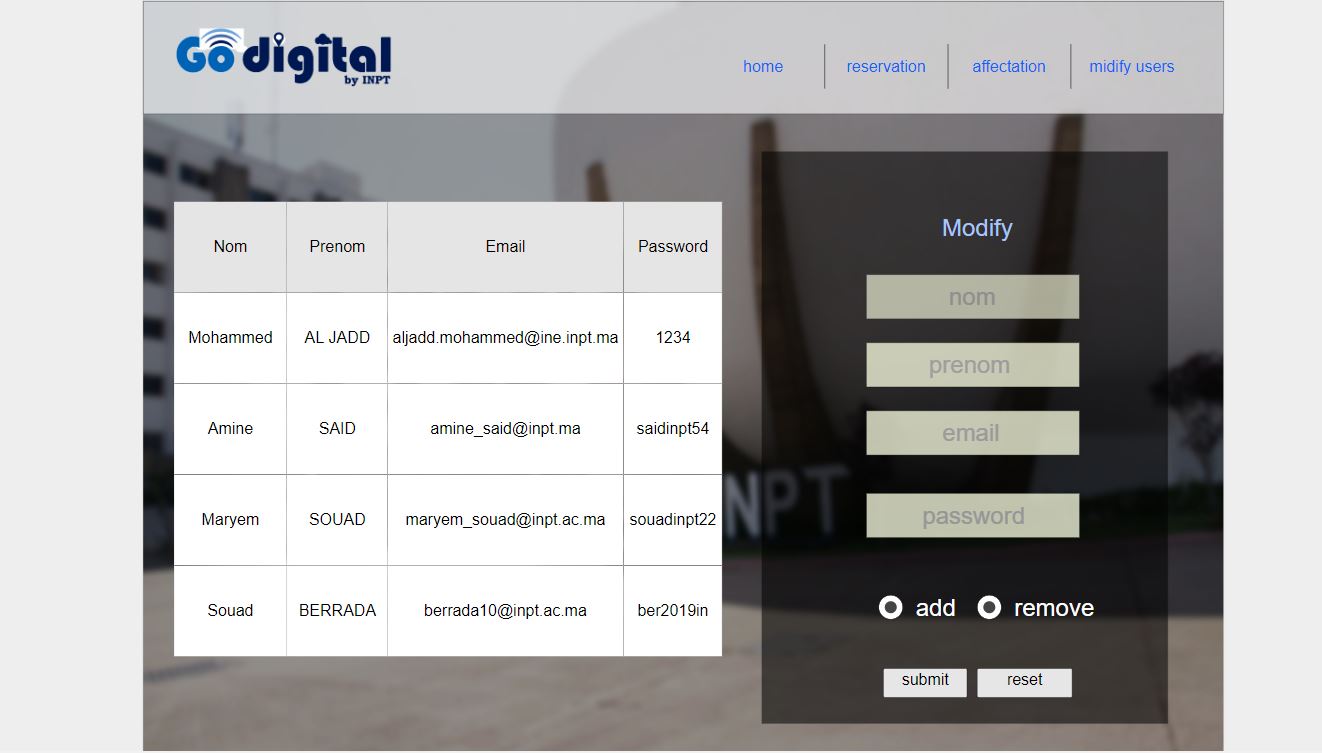 Go digital
by INPT
home reservation affectation midify users
Nom Prenom Email Password
Mohammed AL JADD aljadd.mohammed@ine.inpt.ma 1234
Amine SAID amine_said@inpt.ma saidinpt54
Maryem SOUAD maryem_souad@inpt.ac.ma souadinpt22
Souad BERRADA berrada10@inpt.ac.ma ber2019in
Modify
nom
prenom
email
password
add remove
submit reset
NPT